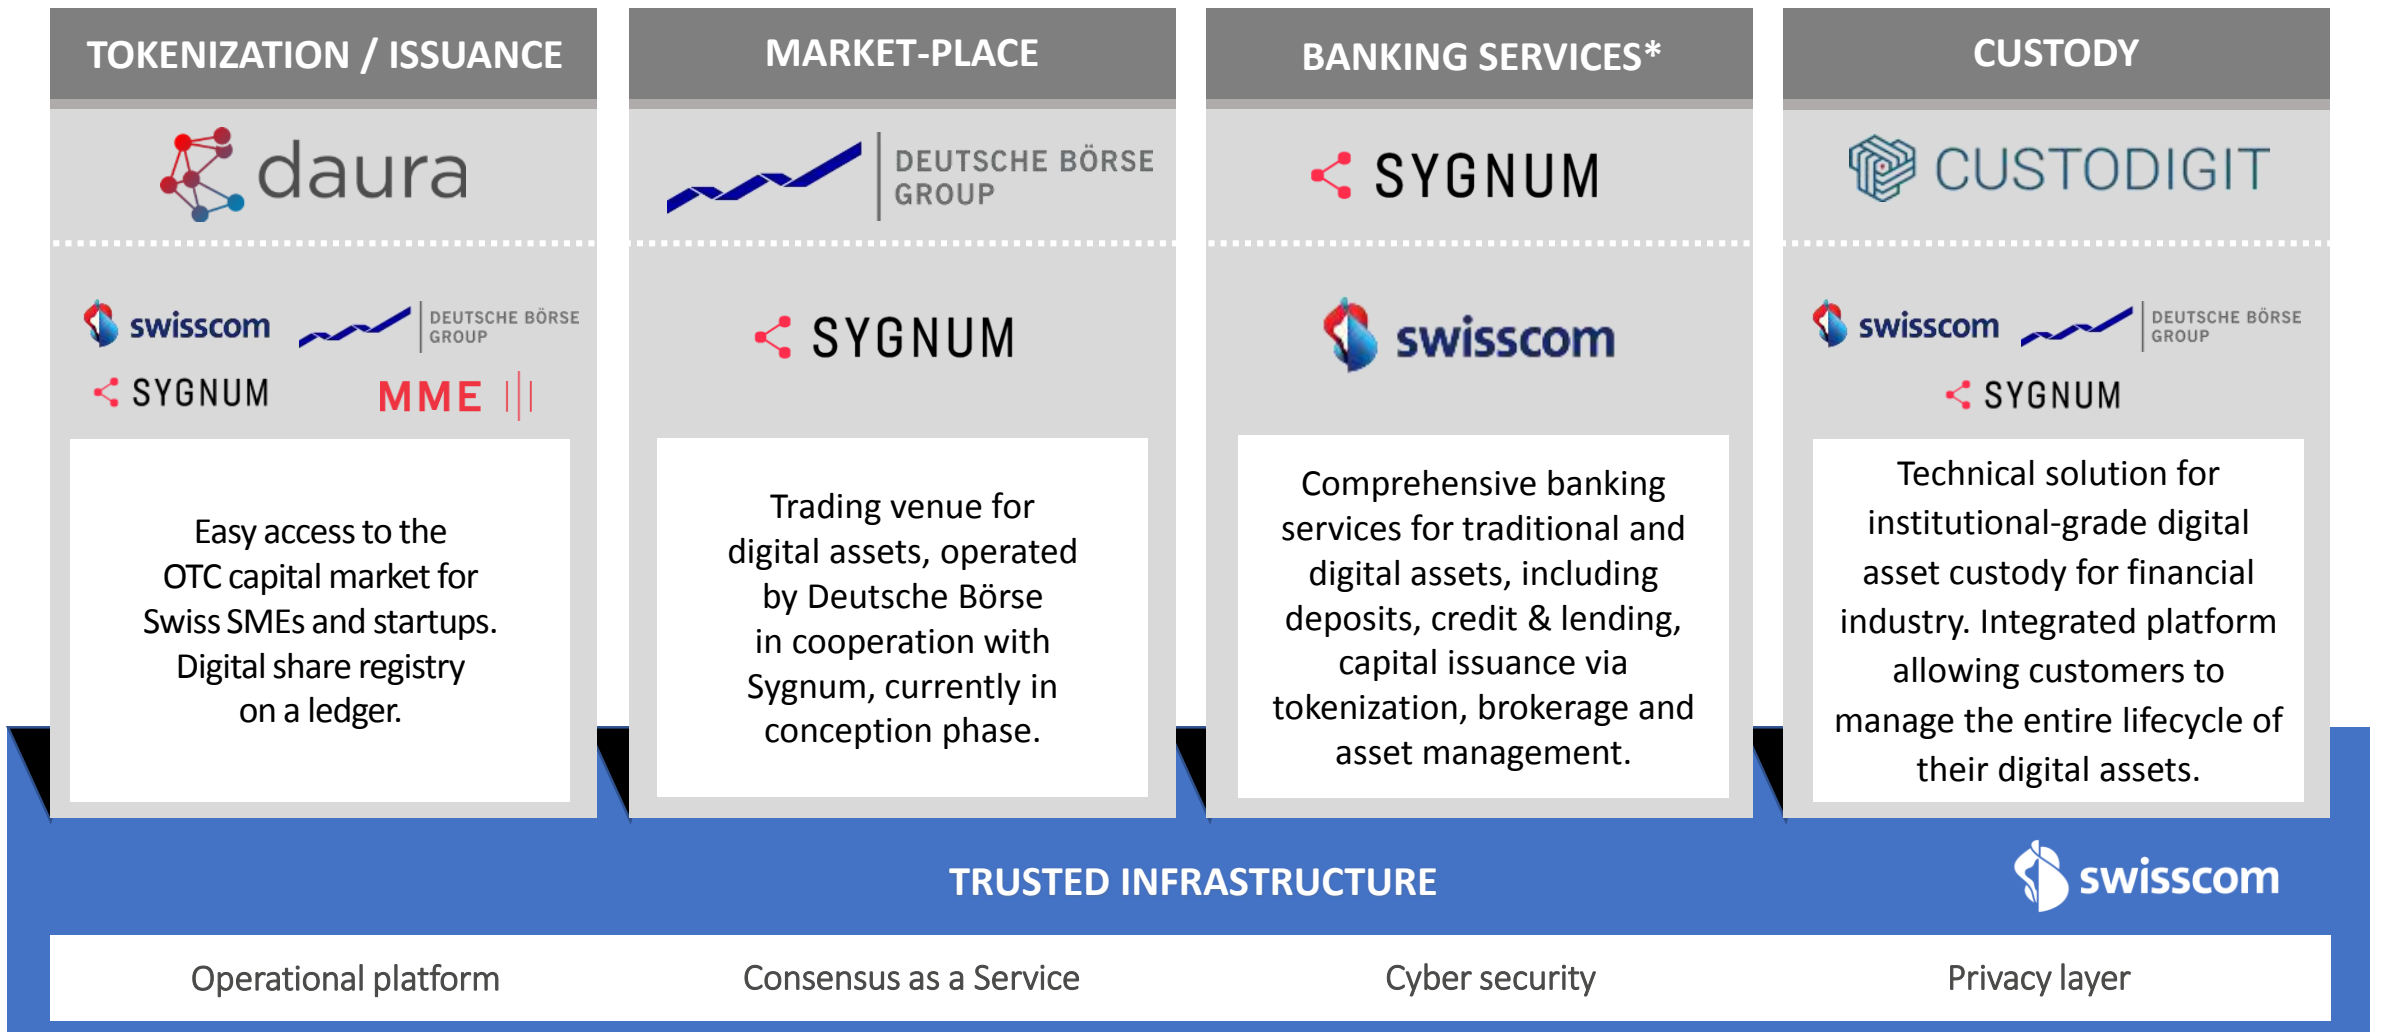 TOKENIZATION / ISSUANCE
daura
swisscom
DEUTSCHE BÖRSE
GROUP
SYGNUM
MME
Easy access to the
OTC capital market for
Swiss SMEs and startups.
Digital share registry
on a ledger.
MARKET-PLACE
DEUTSCHE BÖRSE
GROUP
SYGNUM
Trading venue for
digital assets, operated
by Deutsche Börse
in cooperation with
Sygnum, currently in
conception phase.
BANKING SERVICES*
SYGNUM
swisscom
Comprehensive banking
services for traditional and
digital assets, including
deposits, credit & lending,
capital issuance via
tokenization, brokerage and
asset management.
CUSTODY
CUSTODIGIT
swisscom
DEUTSCHE BÖRSE
GROUP
SYGNUM
Technical solution for
institutional-grade digital
asset custody for financial
industry. Integrated platform
allowing customers to
manage the entire lifecycle of
their digital assets.
TRUSTED INFRASTRUCTURE
swisscom
Operational platform
Consensus as a Service
Cyber security
Privacy layer